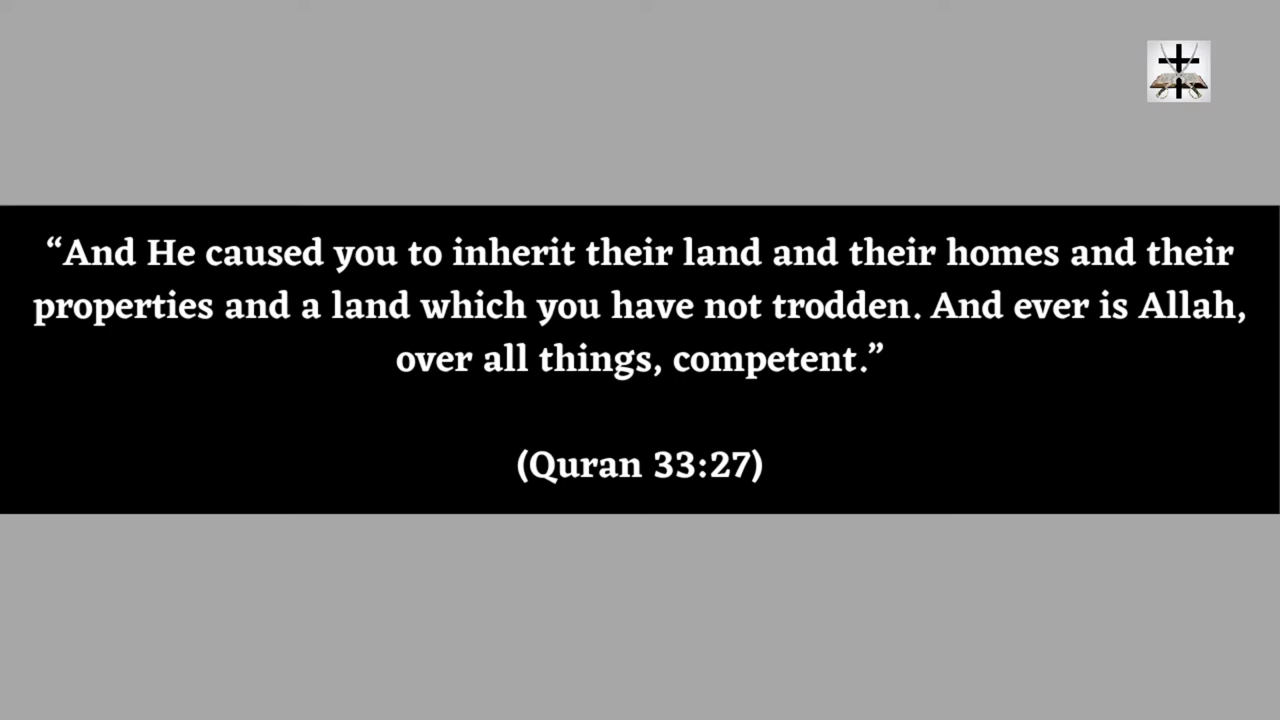 “And He caused you to inherit their land and their homes and their
properties and a land which you have not trodden. And ever is Allah,
over all things, competent.”
(Quran 33:27)